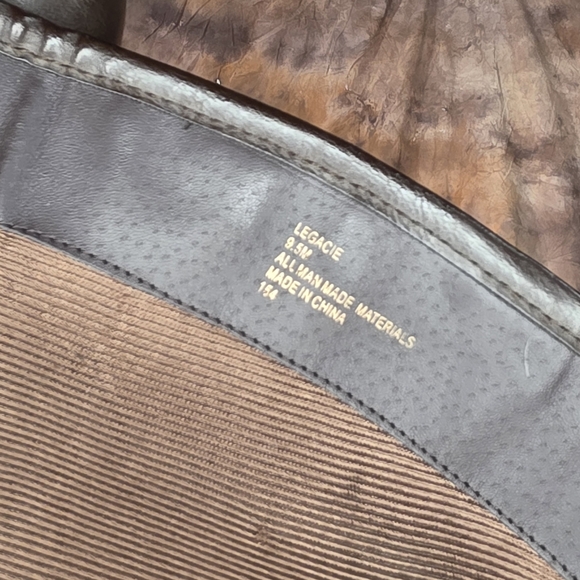 LEGACIE
9.5M
ALL MAN MADE MATERIALS
MADE IN CHINA
154